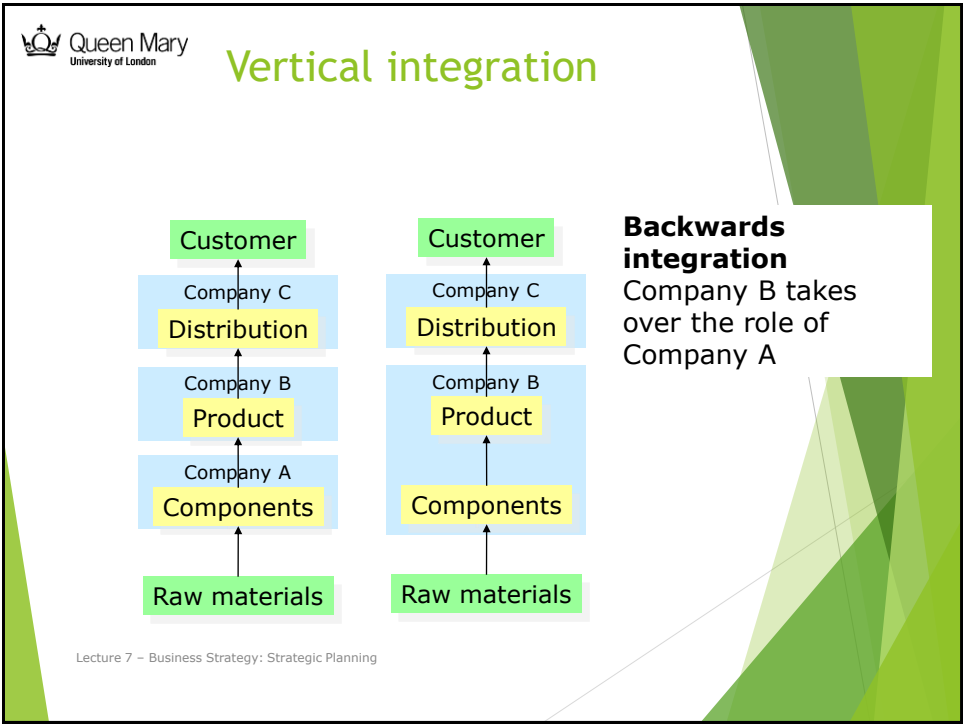 Queen Mary
University of London
Vertical integration
Customer
Company C
Distribution
Company B
Product
Company A
Components
Raw materials
Customer
Company C
Distribution
Company B
Product
Components
Raw materials
Backwards
integration
Company B takes
over the role of
Company A
Lecture 7 – Business Strategy: Strategic Planning